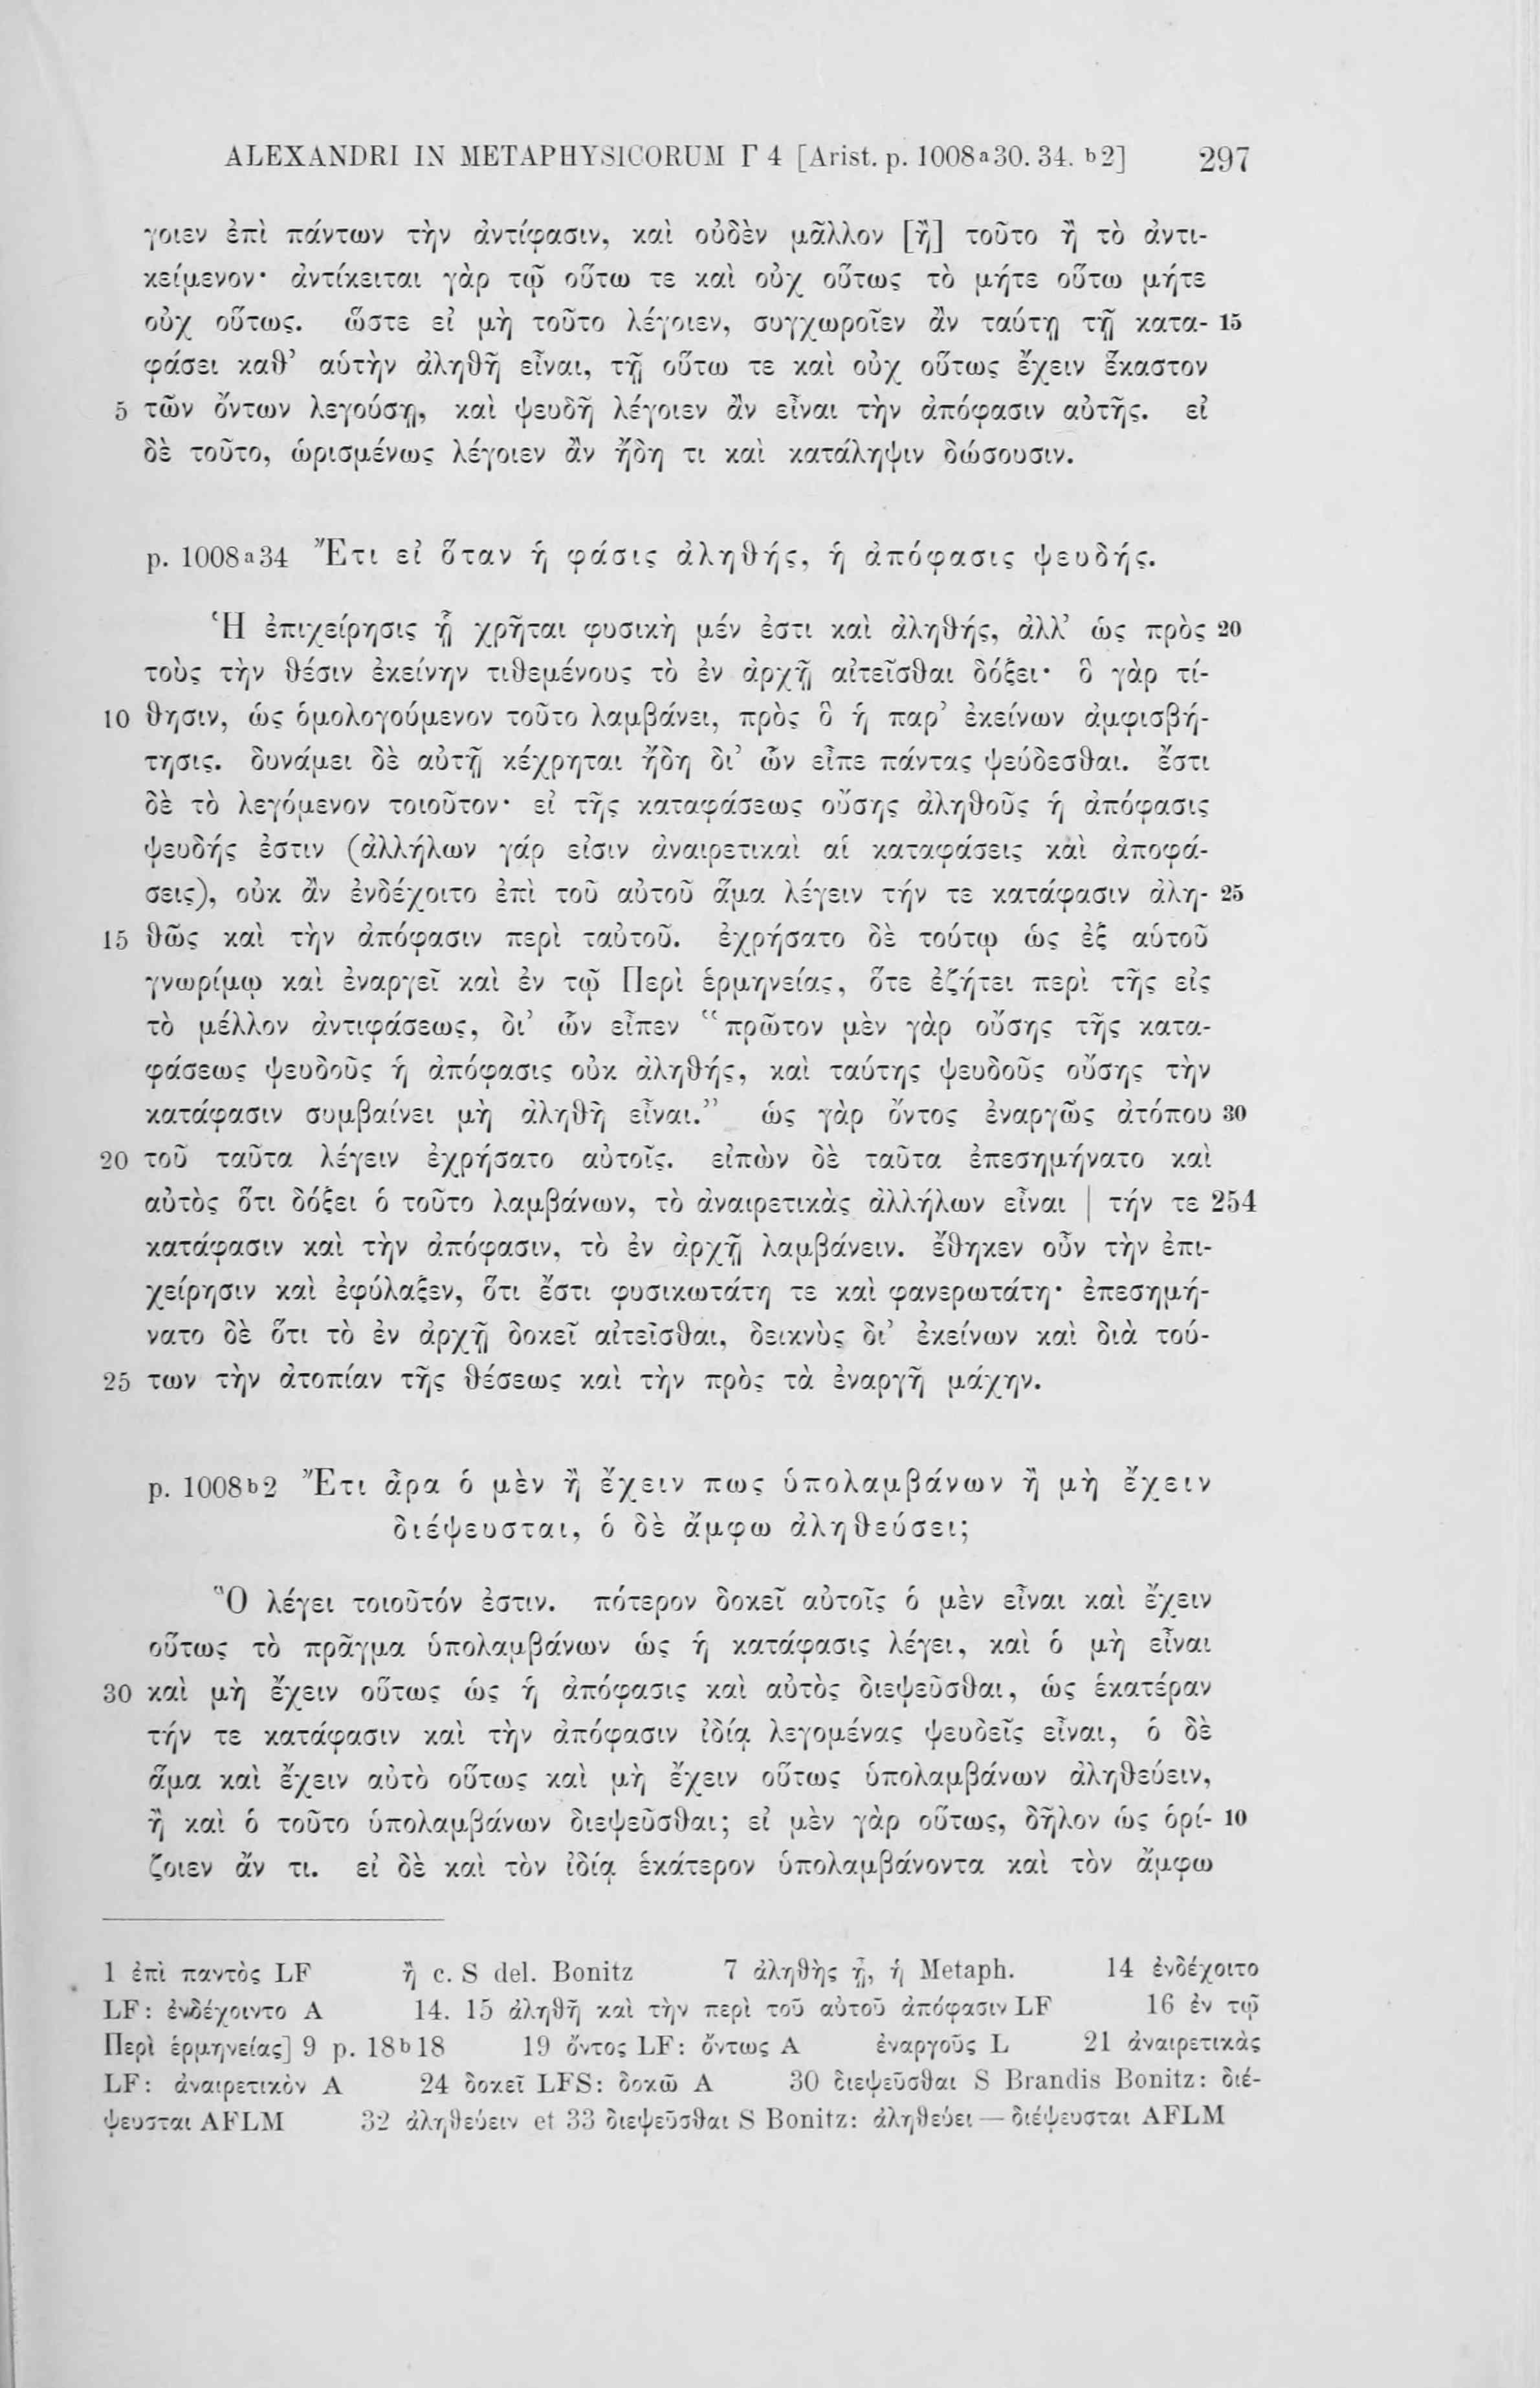 ALEXANDRI IN METAPHYSICORUM Γ 4 [Arist. p. 1008a30. 34. b2] 297
γοιεν ἐπὶ πάντων τὴν ἀντίφασιν, καὶ οὐδὲν μᾶλλον [ἢ] τοῦτο ἢ τὸ ἀντι-
κείμενον· ἀντίκειται γὰρ τῷ οὕτω τε καὶ οὐχ οὕτως τὸ μήτε οὕτω μήτε
οὐχ οὕτως. ὥστε εἰ μὴ τοῦτο λέγοιεν, συγχωροῖεν ἂν ταύτῃ τῇ κατα- 15
φάσει καθ’ αὑτὴν ἀληθῆ εἶναι, τῇ οὕτω τε καὶ οὐχ οὕτως ἔχειν ἕκαστον
5 τῶν ὄντων λεγούσῃ, καὶ ψευδῆ λέγοιεν ἂν εἶναι τὴν ἀπόφασιν αὐτῆς. εἰ
δὲ τοῦτο, ὡρισμένως λέγοιεν ἂν ἤδη τι καὶ κατάληψιν δώσουσιν.
p. 1008a34 Ἔτι εἰ ὅταν ἡ φάσις ἀληθής, ἡ ἀπόφασις ψευδής.
Ἡ ἐπιχείρησις ᾗ χρῆται φυσικὴ μέν ἐστι καὶ ἀληθής, ἀλλ’ ὡς πρὸς 20
τοὺς τὴν θέσιν ἐκείνην τιθεμένους τὸ ἐν ἀρχῇ αἰτεῖσθαι δόξει· ὃ γὰρ τί-
10 θησιν, ὡς ὁμολογούμενον τοῦτο λαμβάνει, πρὸς ὃ ἡ παρ’ ἐκείνων ἀμφισβή-
τησις. δυνάμει δὲ αὐτῇ κέχρηται ἤδη δι’ ὧν εἶπε πάντας ψεύδεσθαι. ἔστι
δὲ τὸ λεγόμενον τοιοῦτον· εἰ τῆς καταφάσεως οὔσης ἀληθοῦς ἡ ἀπόφασις
ψευδής ἐστιν (ἀλλήλων γάρ εἰσιν ἀναιρετικαὶ αἱ καταφάσεις καὶ ἀποφά-
σεις), οὐκ ἂν ἐνδέχοιτο ἐπὶ τοῦ αὐτοῦ ἅμα λέγειν τήν τε κατάφασιν ἀλη- 25
15 θῶς καὶ τὴν ἀπόφασιν περὶ ταὐτοῦ. ἐχρήσατο δὲ τούτῳ ὡς ἐξ αὑτοῦ
γνωρίμῳ καὶ ἐναργεῖ καὶ ἐν τῷ Περὶ ἑρμηνείας, ὅτε ἐζήτει περὶ τῆς εἰς
τὸ μέλλον ἀντιφάσεως, δι’ ὧν εἶπεν “πρῶτον μὲν γὰρ οὔσης τῆς κατα-
φάσεως ψευδοῦς ἡ ἀπόφασις οὐκ ἀληθής, καὶ ταύτης ψευδοῦς οὔσης τὴν
κατάφασιν συμβαίνει μὴ ἀληθῆ εἶναι.” ὡς γὰρ ὄντος ἐναργῶς ἀτόπου 30
20 τοῦ ταῦτα λέγειν ἐχρήσατο αὐτοῖς. εἰπὼν δὲ ταῦτα ἐπεσημήνατο καὶ
αὐτὸς ὅτι δόξει ὁ τοῦτο λαμβάνων, τὸ ἀναιρετικὰς ἀλλήλων εἶναι | τήν τε 254
κατάφασιν καὶ τὴν ἀπόφασιν, τὸ ἐν ἀρχῇ λαμβάνειν. ἔθηκεν οὖν τὴν ἐπι-
χείρησιν καὶ ἐφύλαξεν, ὅτι ἔστι φυσικωτάτη τε καὶ φανερωτάτη· ἐπεσημή-
νατο δὲ ὅτι τὸ ἐν ἀρχῇ δοκεῖ αἰτεῖσθαι, δεικνὺς δι’ ἐκείνων καὶ διὰ τού-
25 των τὴν ἀτοπίαν τῆς θέσεως καὶ τὴν πρὸς τὰ ἐναργῆ μάχην.
p. 1008b2 Ἔτι ἆρα ὁ μὲν ἢ ἔχειν πως ὑπολαμβάνων ἢ μὴ ἔχειν
διέψευσται, ὁ δὲ ἄμφω ἀληθεύσει;
Ὃ λέγει τοιοῦτόν ἐστιν. πότερον δοκεῖ αὐτοῖς ὁ μὲν εἶναι καὶ ἔχειν
οὕτως τὸ πρᾶγμα ὑπολαμβάνων ὡς ἡ κατάφασις λέγει, καὶ ὁ μὴ εἶναι
30 καὶ μὴ ἔχειν οὕτως ὡς ἡ ἀπόφασις καὶ αὐτὸς διεψεῦσθαι, ὡς ἑκατέραν
τήν τε κατάφασιν καὶ τὴν ἀπόφασιν ἰδίᾳ λεγομένας ψευδεῖς εἶναι, ὁ δὲ
ἅμα καὶ ἔχειν αὐτὸ οὕτως καὶ μὴ ἔχειν οὕτως ὑπολαμβάνων ἀληθεύειν,
ἢ καὶ ὁ τοῦτο ὑπολαμβάνων διεψεῦσθαι; εἰ μὲν γὰρ οὕτως, δῆλον ὡς ὁρί- 10
ζοιεν ἄν τι. εἰ δὲ καὶ τὸν ἰδίᾳ ἑκάτερον ὑπολαμβάνοντα καὶ τὸν ἄμφω
1 ἐπὶ παντὸς LF ἢ c. S del. Bonitz 7 ἀληθὴς ᾖ, ἡ Metaph. 14 ἐνδέχοιτο
LF: ἐνδέχοιντο A 14. 15 ἀληθῆ καὶ τὴν περὶ τοῦ αὐτοῦ ἀπόφασιν LF 16 ἐν τῷ
Περὶ ἑρμηνείας] 9 p. 18b18 19 ὄντος LF: ὄντως A ἐναργοῦς L 21 ἀναιρετικὰς
LF: ἀναιρετικὸν A 24 δοκεῖ LFS: δοκῶ A 30 διεψεῦσθαι S Brandis Bonitz: διέ-
ψευσται AFLM 32 ἀληθεύειν et 33 διεψεῦσθαι S Bonitz: ἀληθεύει — διέψευσται AFLM